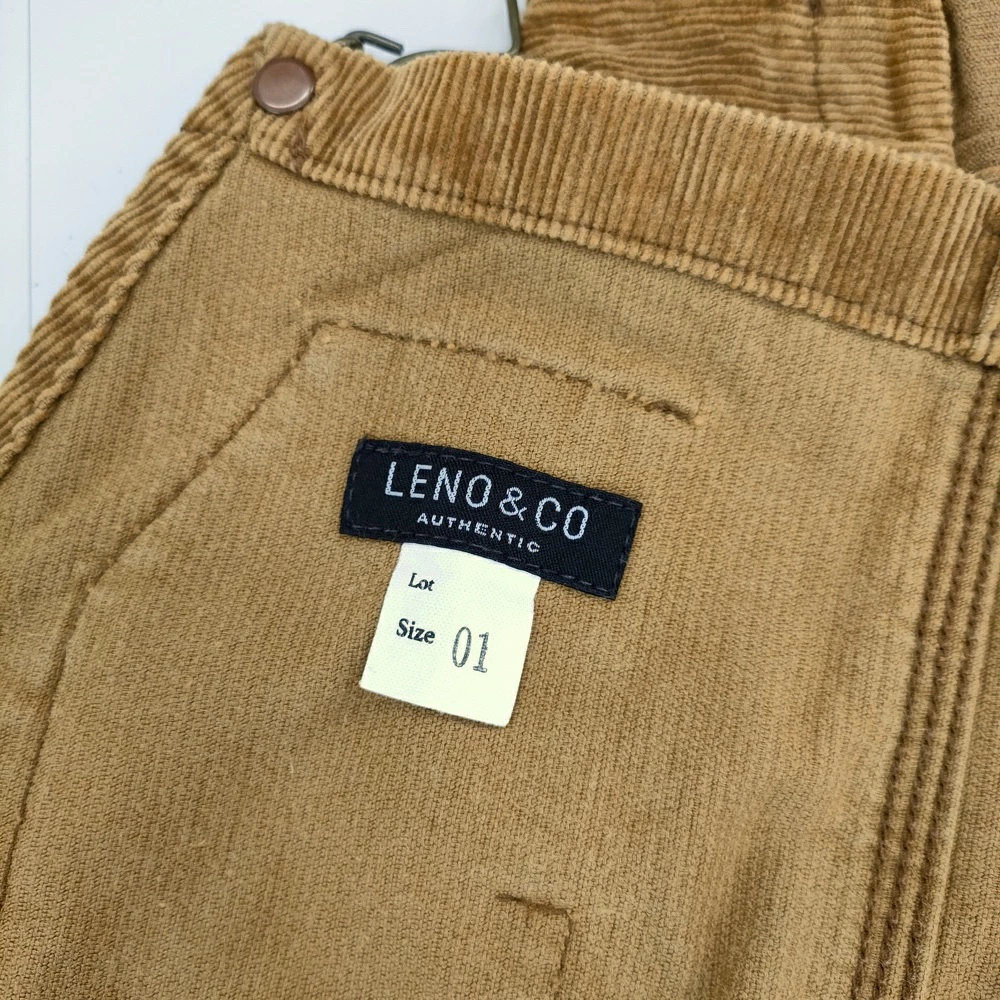 LENO & CO
AUTHENTIC
Lot
Size 01